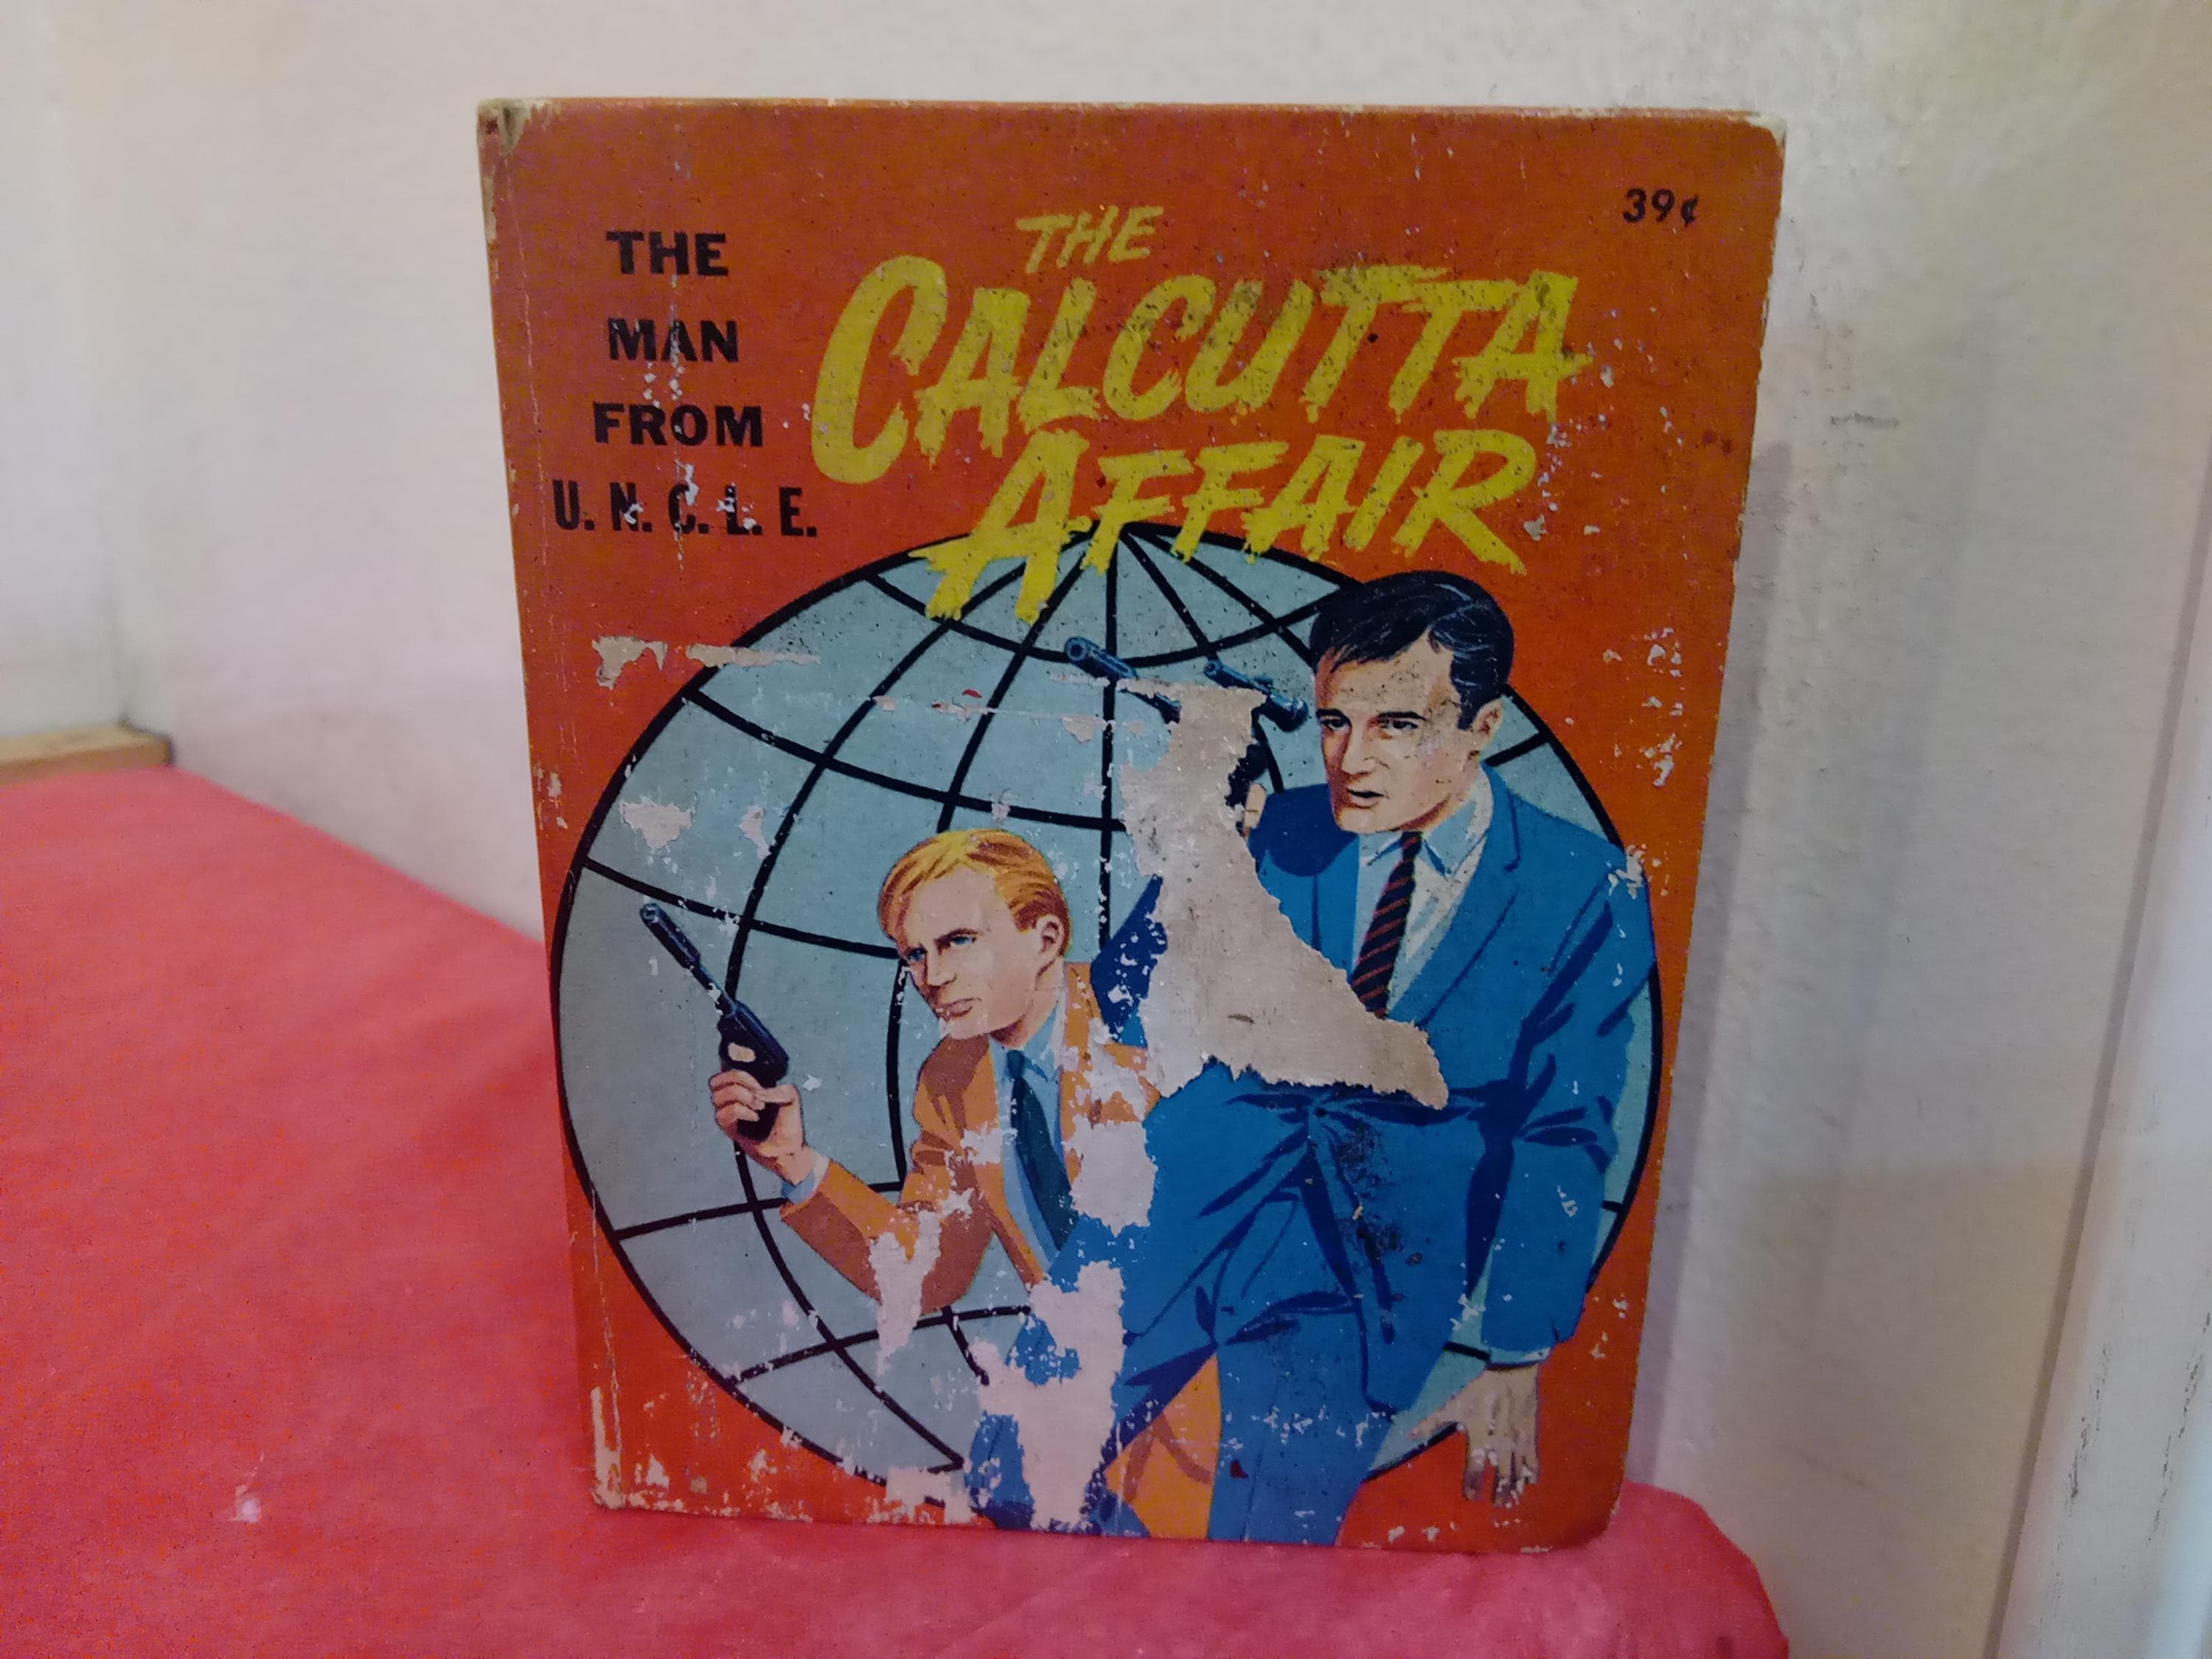 THE
MAN
FROM
U. N. C. L. E.
THE
CALCUTTA
AFFAIR
39¢